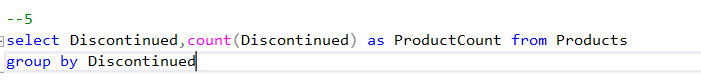 --5
select Discontinued,count(Discontinued) as ProductCount from Products
group by Discontinued